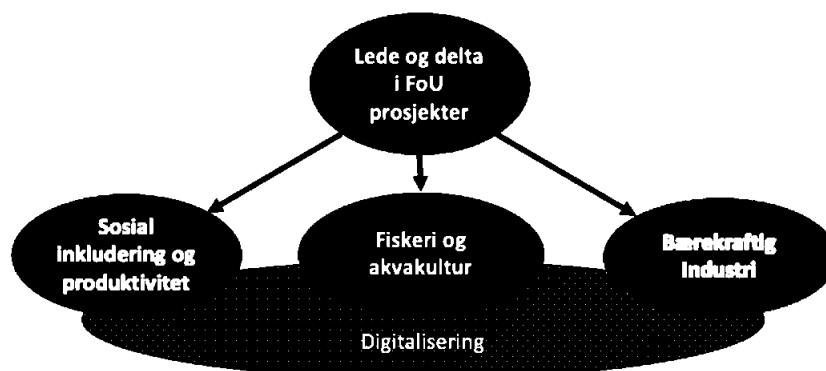 Lede og delta
i FoU
prosjekter
Sosial
inkludering og
produktivitet
Fiskeri og
akvakultur
Bærekraftig
Industri
Digitalisering